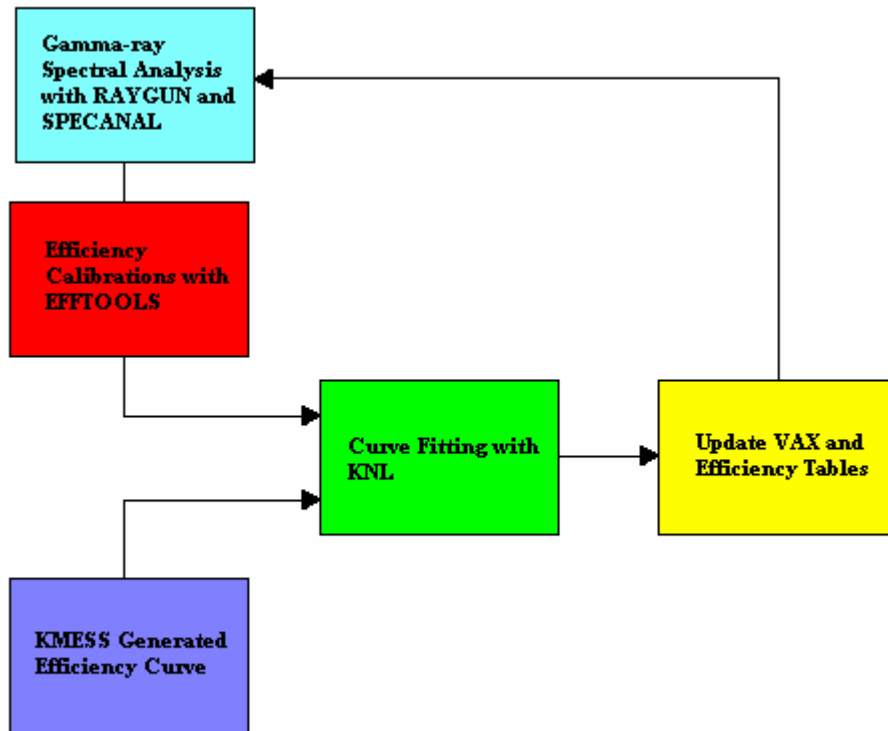 Gamma-ray
Spectral Analysis
with RAYGUN and
SPECANAL
Efficiency
Calibrations with
EFFTOOLS
Curve Fitting with
KNL
Update VAX and
Efficiency Tables
KMESS Generated
Efficiency Curve